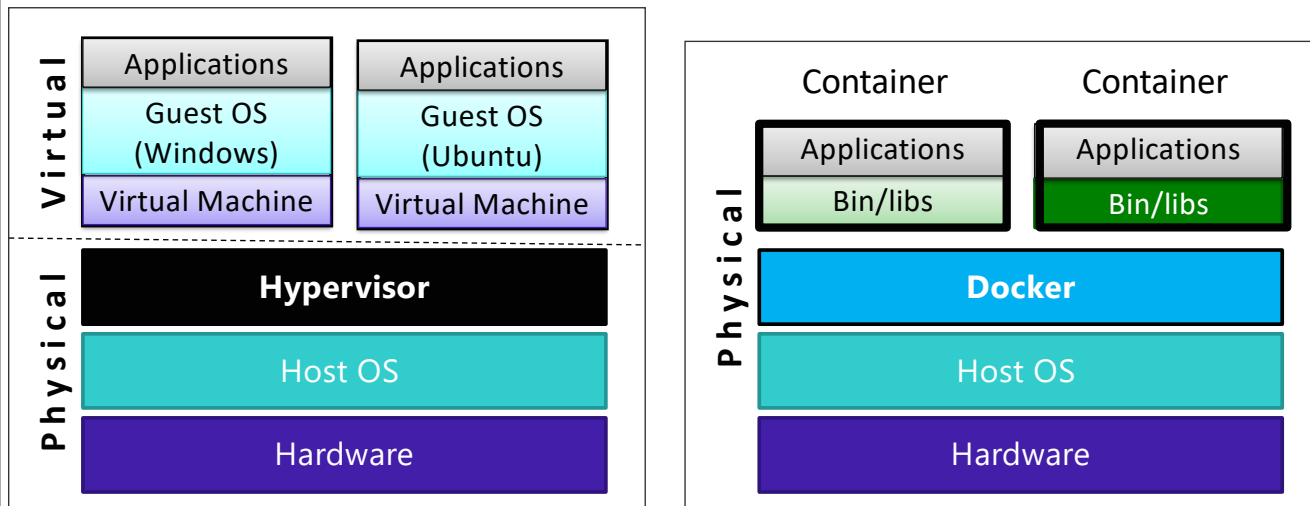 Virtual
Applications
Guest OS
(Windows)
Virtual Machine
Applications
Guest OS
(Ubuntu)
Virtual Machine
Physical
Hypervisor
Host OS
Hardware
Physical
Container
Applications
Bin/libs
Container
Applications
Bin/libs
Docker
Host OS
Hardware